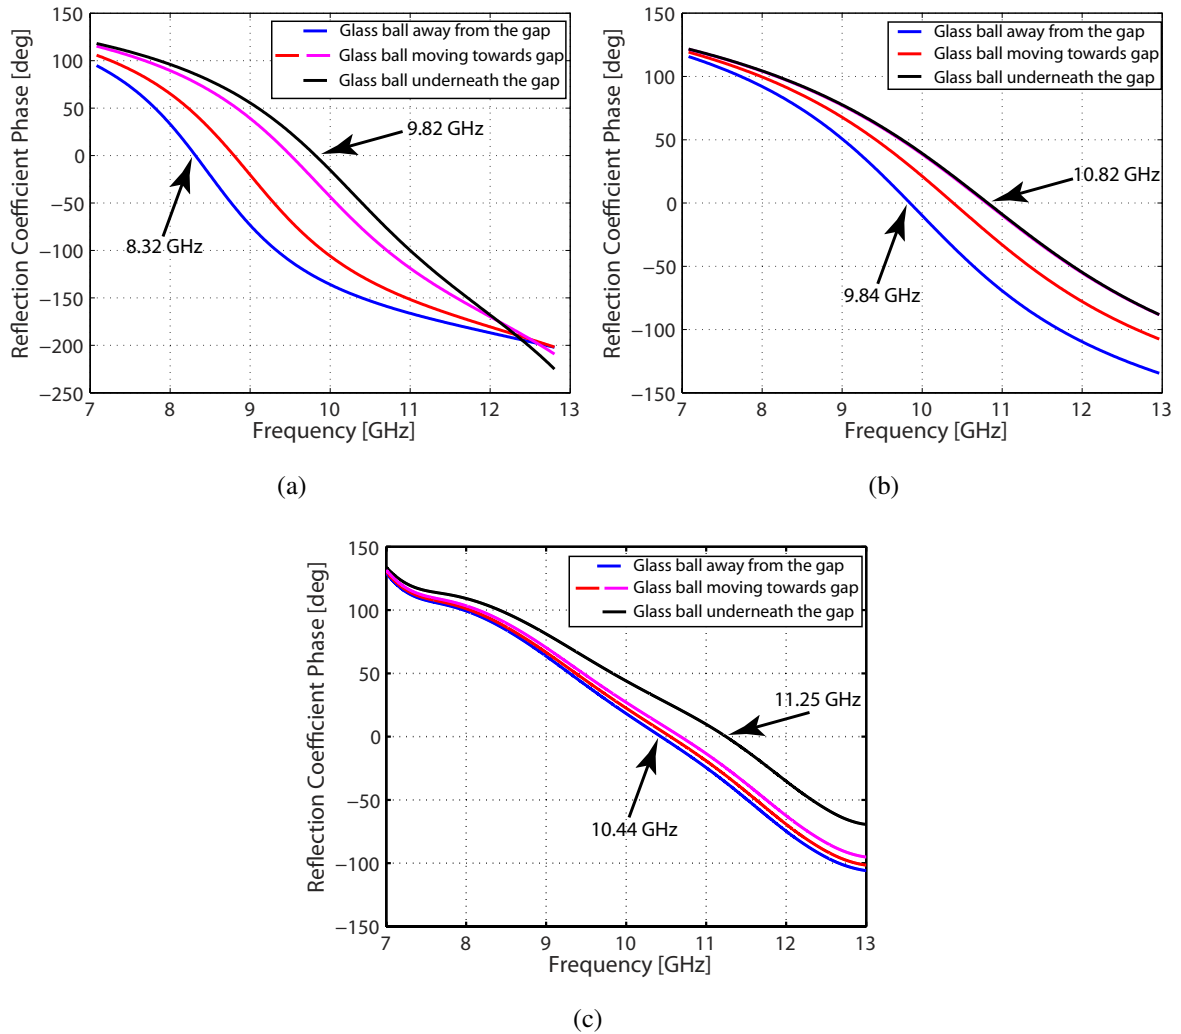 150
100
50
0
−50
−100
−150
−200
−250
7 8 9 10 11 12 13
Reflection Coefficient Phase [deg]
Frequency [GHz]
Glass ball away from the gap
Glass ball moving towards gap
Glass ball underneath the gap
9.82 GHz
8.32 GHz
(a)
150
100
50
0
−50
−100
−150
7 8 9 10 11 12 13
Reflection Coefficient Phase [deg]
Frequency [GHz]
Glass ball away from the gap
Glass ball moving towards gap
Glass ball underneath the gap
10.82 GHz
9.84 GHz
(b)
150
100
50
0
−50
−100
−150
7 8 9 10 11 12 13
Reflection Coefficient Phase [deg]
Frequency [GHz]
Glass ball away from the gap
Glass ball moving towards gap
Glass ball underneath the gap
11.25 GHz
10.44 GHz
(c)